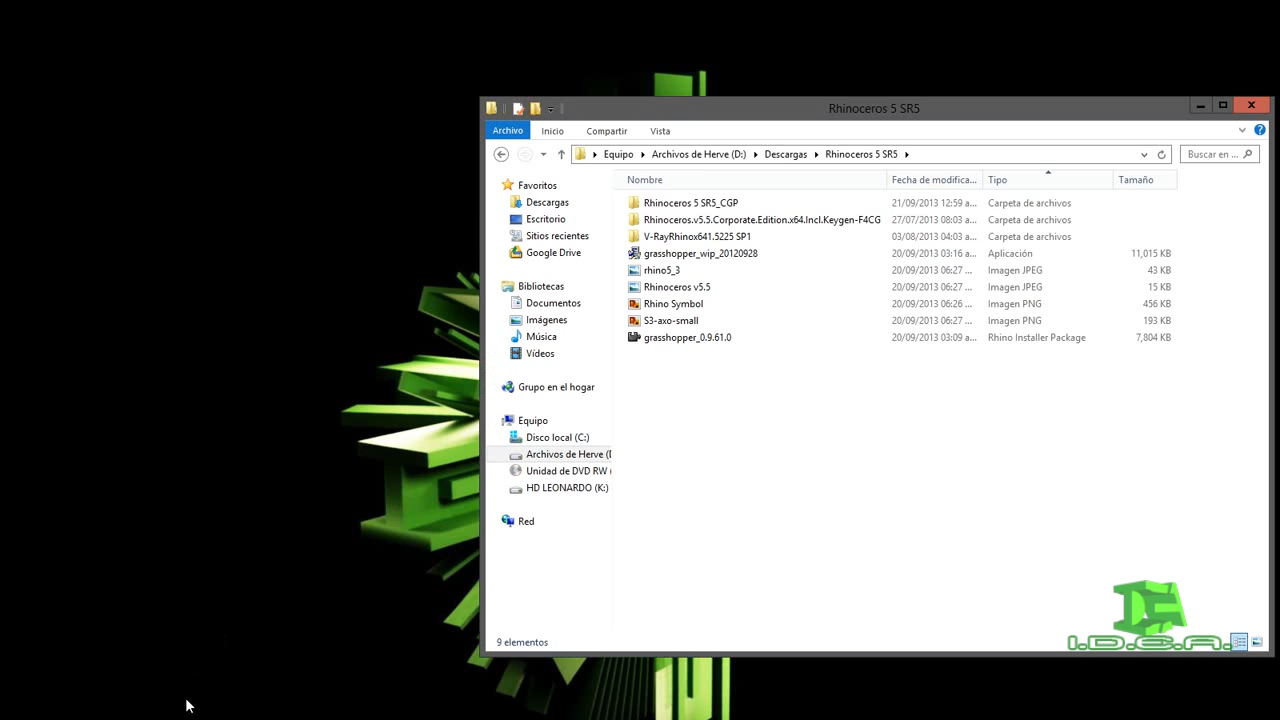 Rhinoceros 5 SR5
Archivo Inicio Compartir Vista
Equipo Archivos de Herve (D:) Descargas Rhinoceros 5 SR5 Buscar en ...
Nombre Fecha de modifica... Tipo Tamaño
Favoritos
Descargas
Escritorio
Sitios recientes
Google Drive
Bibliotecas
Documentos
Imágenes
Música
Vídeos
Grupo en el hogar
Equipo
Disco local (C:)
Archivos de Herve (
Unidad de DVD RW (
HD LEONARDO (K:)
Red
Rhinoceros 5 SR5_CGP 21/09/2013 12:59 a... Carpeta de archivos
Rhinoceros.v5.5.Corporate.Edition.x64.Incl.Keygen-F4CG 27/07/2013 08:03 a... Carpeta de archivos
V-RayRhinox641.5225 SP1 03/08/2013 04:03 a... Carpeta de archivos
grasshopper_wip_20120928 20/09/2013 03:16 a... Aplicación 11,015 KB
rhino5_3 20/09/2013 06:27 ... Imagen JPEG 43 KB
Rhinoceros v5.5 20/09/2013 06:27 ... Imagen JPEG 15 KB
Rhino Symbol 20/09/2013 06:26 ... Imagen PNG 456 KB
S3-axo-small 20/09/2013 06:27 ... Imagen PNG 193 KB
grasshopper_0.9.61.0 20/09/2013 03:09 a... Rhino Installer Package 7,804 KB
9 elementos
I.D.E.A.